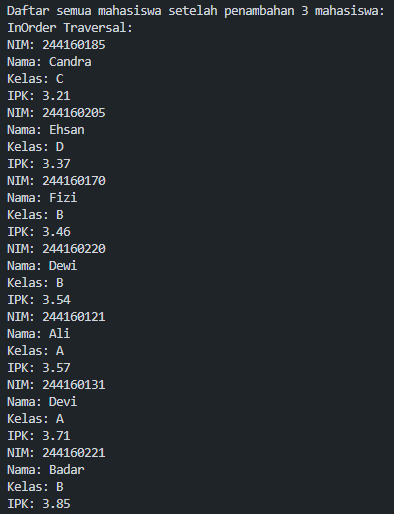 Daftar semua mahasiswa setelah penambahan 3 mahasiswa:
InOrder Traversal:
NIM: 244160185
Nama: Candra
Kelas: C
IPK: 3.21
NIM: 244160205
Nama: Ehsan
Kelas: D
IPK: 3.37
NIM: 244160170
Nama: Fizi
Kelas: B
IPK: 3.46
NIM: 244160220
Nama: Dewi
Kelas: B
IPK: 3.54
NIM: 244160121
Nama: Ali
Kelas: A
IPK: 3.57
NIM: 244160131
Nama: Devi
Kelas: A
IPK: 3.71
NIM: 244160221
Nama: Badar
Kelas: B
IPK: 3.85